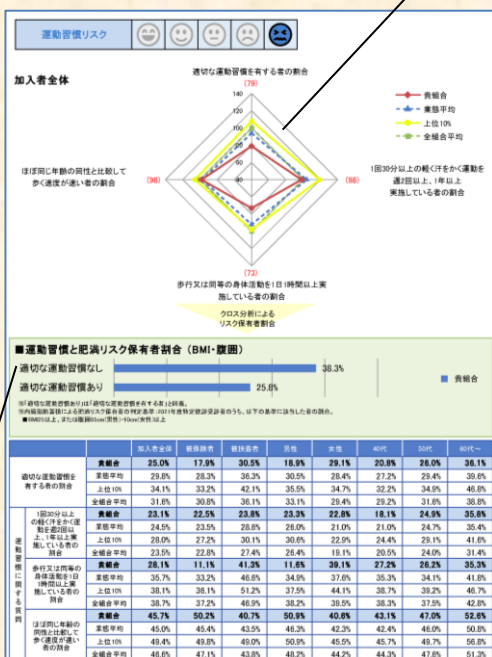 運動習慣リスク
加入者全体
適切な運動習慣を有する者の割合
(79)
140
120
100
80
60
40
貴組合
業態平均
上位10%
全組合平均
ほぼ同じ年齢の同性と比較して
歩く速度が速い者の割合
(98)
(98)
1回30分以上の軽く汗をかく運動を
週2回以上、1年以上
実施している者の割合
(73)
歩行又は同等の身体活動を1日1時間以上実
施している者の割合
クロス分析による
リスク保有者割合
■運動習慣と肥満リスク保有者割合（BMI・腹囲）
適切な運動習慣なし 38.3%
適切な運動習慣あり 25.8%
貴組合
※「適切な運動習慣あり」は「適切な運動習慣を有する者」と同義。
加入者全体 被保険者 被扶養者 男性 女性 40代 50代 60代～
適切な運動習慣を
有する者の割合
貴組合 25.0% 17.9% 30.5% 18.9% 29.1% 20.8% 26.0% 36.1%
業態平均 29.8% 28.3% 36.3% 30.5% 28.4% 27.2% 29.4% 39.6%
上位10% 34.1% 33.2% 42.1% 35.5% 34.7% 32.2% 34.9% 46.8%
全組合平均 31.6% 30.8% 36.1% 33.1% 29.4% 29.2% 31.6% 38.8%
運動習慣に関する質問
1回30分以上
の軽く汗をかく運
動を週2回以
上、1年以上実
施している者の
割合
貴組合 23.1% 22.5% 23.8% 23.3% 22.8% 18.1% 24.9% 35.8%
業態平均 24.5% 23.5% 28.6% 26.0% 21.0% 21.0% 24.7% 35.4%
上位10% 28.0% 27.2% 30.1% 30.6% 22.9% 24.4% 29.1% 41.6%
全組合平均 23.5% 22.8% 27.4% 26.4% 19.1% 20.5% 24.0% 31.4%
歩行又は同等の
身体活動を1日
1時間以上実
施している者の
割合
貴組合 28.1% 11.1% 41.3% 11.6% 39.1% 27.2% 26.2% 35.3%
業態平均 35.7% 33.2% 46.6% 34.9% 37.6% 35.3% 34.1% 41.8%
上位10% 38.1% 36.1% 51.2% 37.5% 44.1% 38.7% 39.2% 46.7%
全組合平均 38.7% 37.2% 46.9% 38.2% 39.5% 38.3% 37.5% 42.8%
ほぼ同じ年齢の
同性と比較して
歩く速度が速い
者の割合
貴組合 45.7% 50.2% 40.7% 50.9% 40.6% 43.1% 47.0% 52.6%
業態平均 45.0% 45.4% 43.5% 46.3% 42.3% 42.4% 46.0% 50.8%
上位10% 49.4% 49.8% 49.0% 50.9% 45.5% 45.7% 49.7% 56.8%
全組合平均 46.6% 47.1% 43.8% 48.2% 44.2% 44.3% 47.6% 51.3%